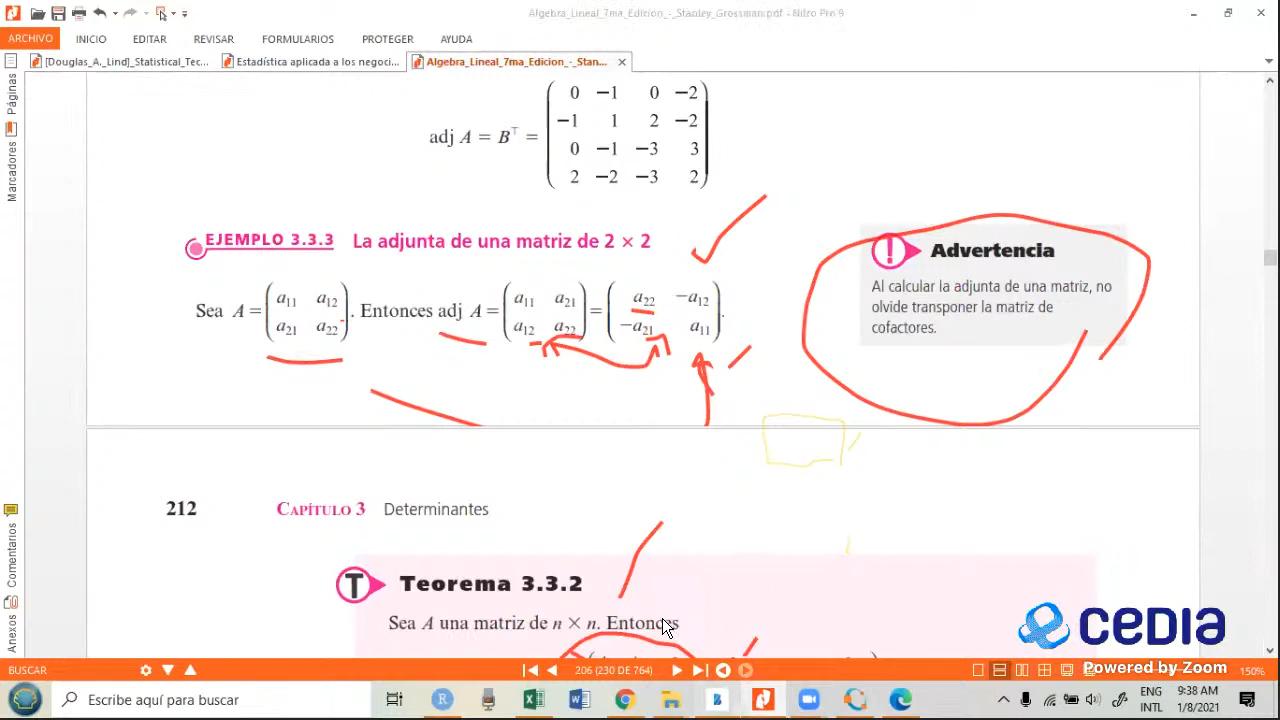 Algebra_Lineal_7ma_Edicion_-_Stanley_Grossman.pdf - Nitro Pro 9
ARCHIVO INICIO EDITAR REVISAR FORMULARIOS PROTEGER AYUDA
[Douglas_A._Lind]_Statistical_Tec... Estadística aplicada a los negoci... Algebra_Lineal_7ma_Edicion_-_Stan...
Páginas
Marcadores
Comentarios
Anexos
0 −1 0 −2
−1 1 2 −2
adj A = Bᵀ =
0 −1 −3 3
2 −2 −3 2
EJEMPLO 3.3.3 La adjunta de una matriz de 2 × 2
Sea A = (a11 a12 a21 a22). Entonces adj A = (a11 a21 a12 a22) = (a22 −a12 −a21 a11).
Advertencia
Al calcular la adjunta de una matriz, no
olvide transponer la matriz de
cofactores.
212 CAPÍTULO 3 Determinantes
T Teorema 3.3.2
Sea A una matriz de n × n. Entonces
cedia
Powered by Zoom
BUSCAR 206 (230 DE 764) 150%
Escribe aquí para buscar
ENG
INTL
9:38 AM
1/8/2021